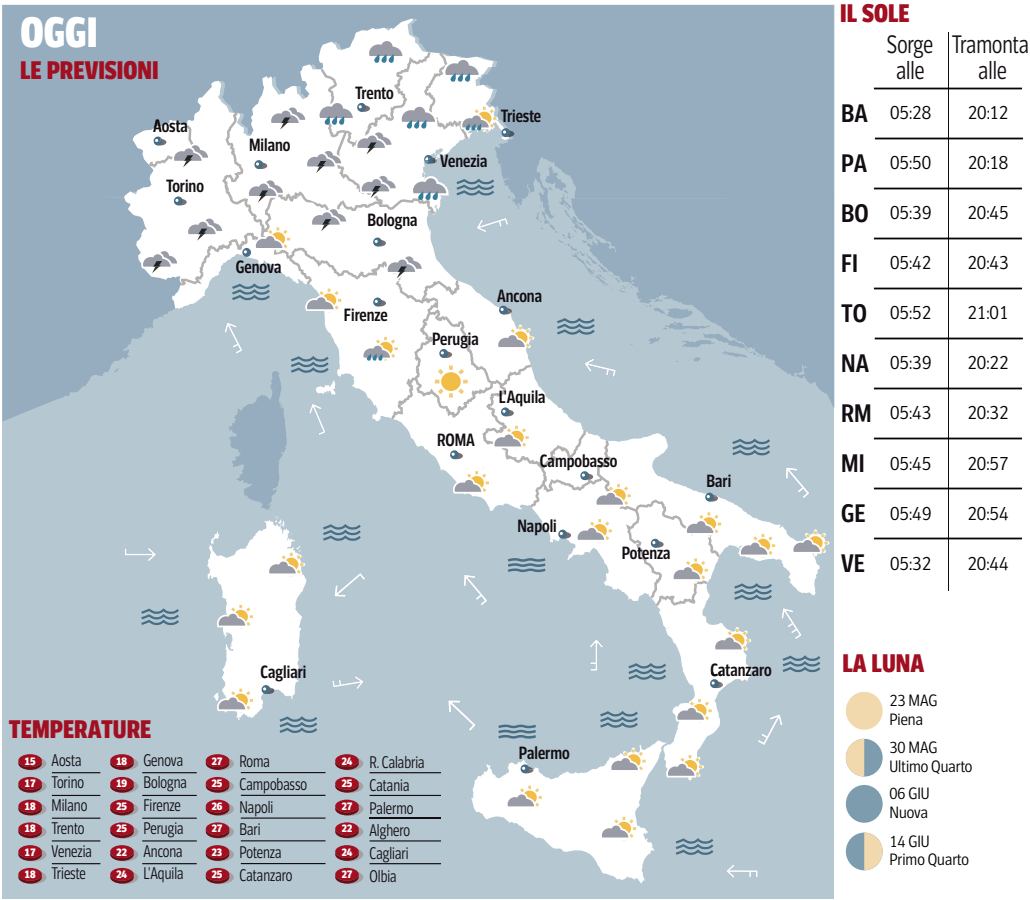 OGGI
LE PREVISIONI
Trento
Trieste
Aosta
Milano
Venezia
Torino
Bologna
Genova
Ancona
Firenze
Perugia
L'Aquila
ROMA
Campobasso
Bari
Napoli
Potenza
Cagliari
Catanzaro
Palermo
TEMPERATURE
15 Aosta
17 Torino
18 Milano
18 Trento
17 Venezia
18 Trieste
18 Genova
19 Bologna
25 Firenze
25 Perugia
22 Ancona
24 L'Aquila
27 Roma
25 Campobasso
26 Napoli
27 Bari
23 Potenza
25 Catanzaro
24 R. Calabria
25 Catania
27 Palermo
22 Alghero
24 Cagliari
27 Olbia
IL SOLE
Sorge Tramonta
alle alle
BA 05:28 20:12
PA 05:50 20:18
BO 05:39 20:45
FI 05:42 20:43
TO 05:52 21:01
NA 05:39 20:22
RM 05:43 20:32
MI 05:45 20:57
GE 05:49 20:54
VE 05:32 20:44
LA LUNA
23 MAG
Piena
30 MAG
Ultimo Quarto
06 GIU
Nuova
14 GIU
Primo Quarto